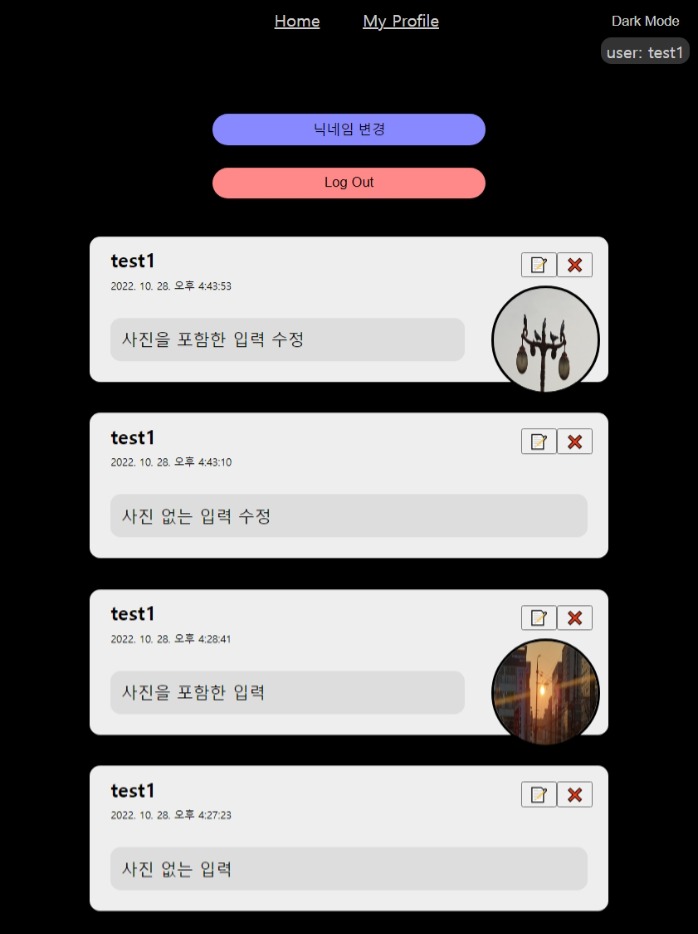 Home My Profile Dark Mode
user: test1
닉네임 변경
Log Out
test1
2022. 10. 28. 오후 4:43:53
사진을 포함한 입력 수정
test1
2022. 10. 28. 오후 4:43:10
사진 없는 입력 수정
test1
2022. 10. 28. 오후 4:28:41
사진을 포함한 입력
test1
2022. 10. 28. 오후 4:27:23
사진 없는 입력